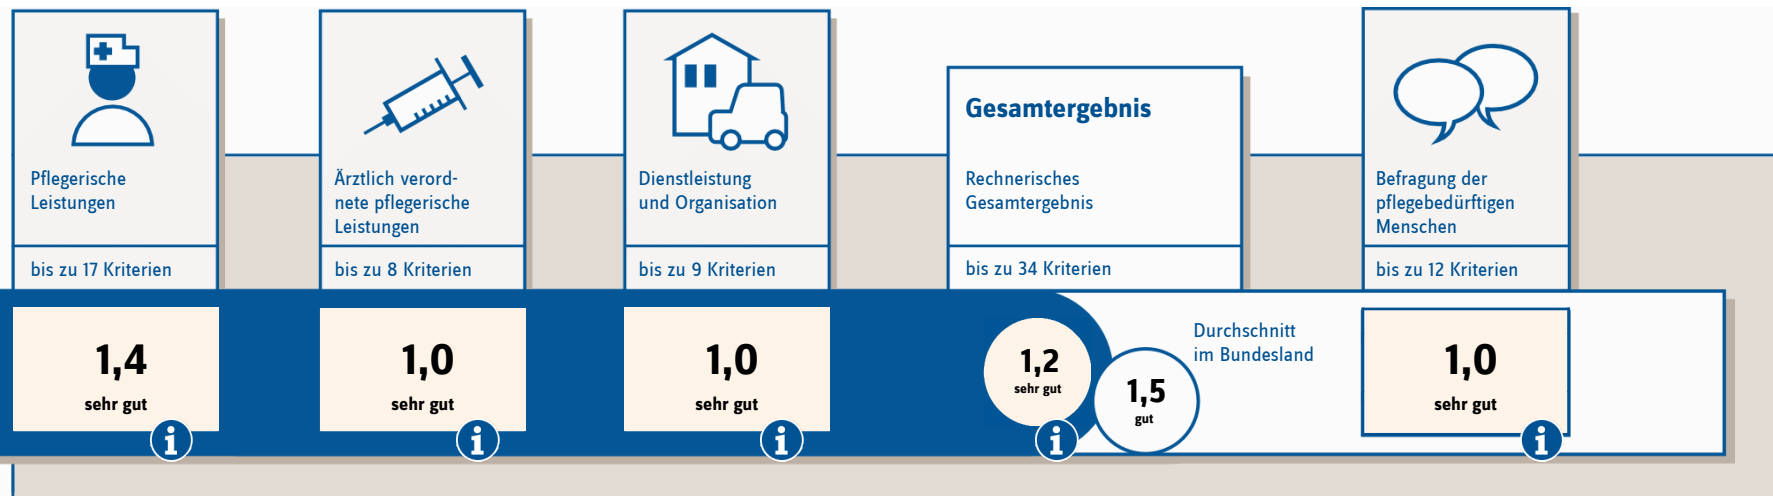 Pflegerische
Leistungen
bis zu 17 Kriterien
1,4
sehr gut
i
Ärztlich verord-
nete pflegerische
Leistungen
bis zu 8 Kriterien
1,0
sehr gut
i
Dienstleistung
und Organisation
bis zu 9 Kriterien
1,0
sehr gut
i
Gesamtergebnis
Rechnerisches
Gesamtergebnis
bis zu 34 Kriterien
1,2
sehr gut
i
1,5
gut
Durchschnitt
im Bundesland
Befragung der
pflegebedürftigen
Menschen
bis zu 12 Kriterien
1,0
sehr gut
i